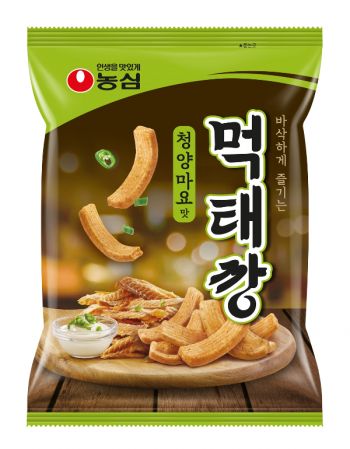 인생을 맛있게
농심
바삭하게 즐기는
먹태깡
청양마요맛